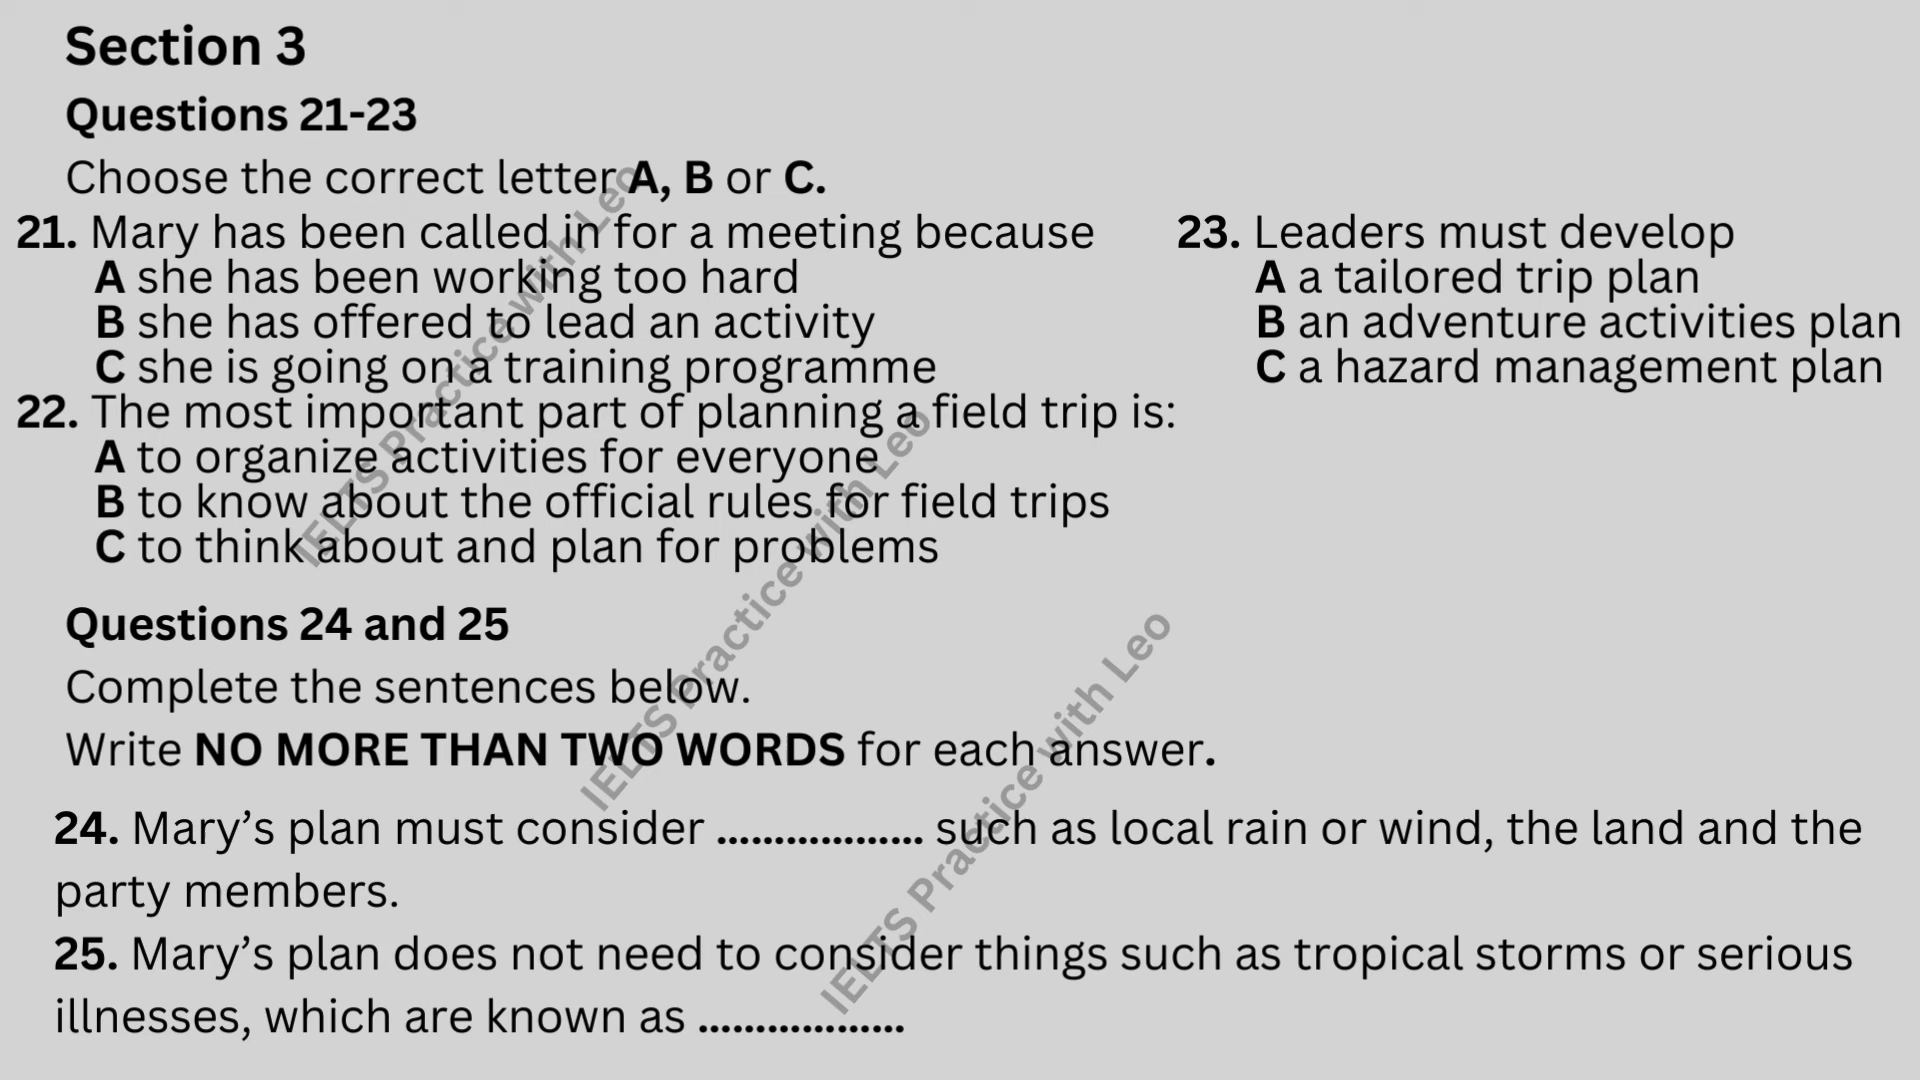 Section 3
Questions 21-23
Choose the correct letter A, B or C.
21. Mary has been called in for a meeting because
A she has been working too hard
B she has offered to lead an activity
C she is going on a training programme
22. The most important part of planning a field trip is:
A to organize activities for everyone
B to know about the official rules for field trips
C to think about and plan for problems
23. Leaders must develop
A a tailored trip plan
B an adventure activities plan
C a hazard management plan
Questions 24 and 25
Complete the sentences below.
Write NO MORE THAN TWO WORDS for each answer.
24. Mary’s plan must consider .................. such as local rain or wind, the land and the
party members.
25. Mary’s plan does not need to consider things such as tropical storms or serious
illnesses, which are known as ..................
IELTS Practice with Leo
IELTS Practice with Leo
IELTS Practice with Leo